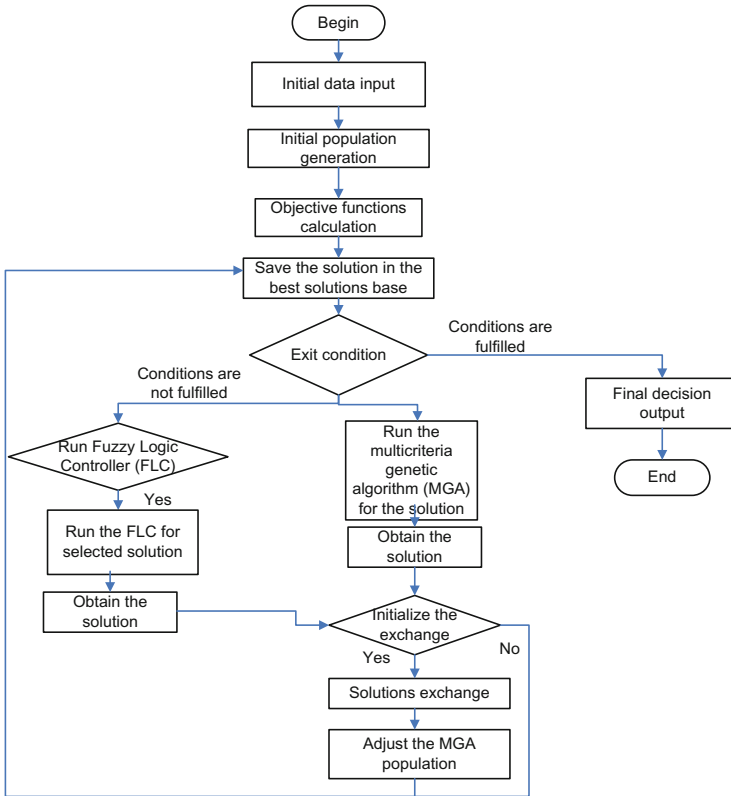 Begin
Initial data input
Initial population
generation
Objective functions
calculation
Save the solution in the
best solutions base
Exit condition
Conditions are
fulfilled
Conditions are
not fulfilled
Final decision
output
End
Run Fuzzy Logic
Controller (FLC)
Yes
Run the FLC for
selected solution
Obtain the
solution
Run the
multicriteria
genetic
algorithm (MGA)
for the solution
Obtain the
solution
Initialize the
exchange
No
Yes
Solutions exchange
Adjust the MGA
population